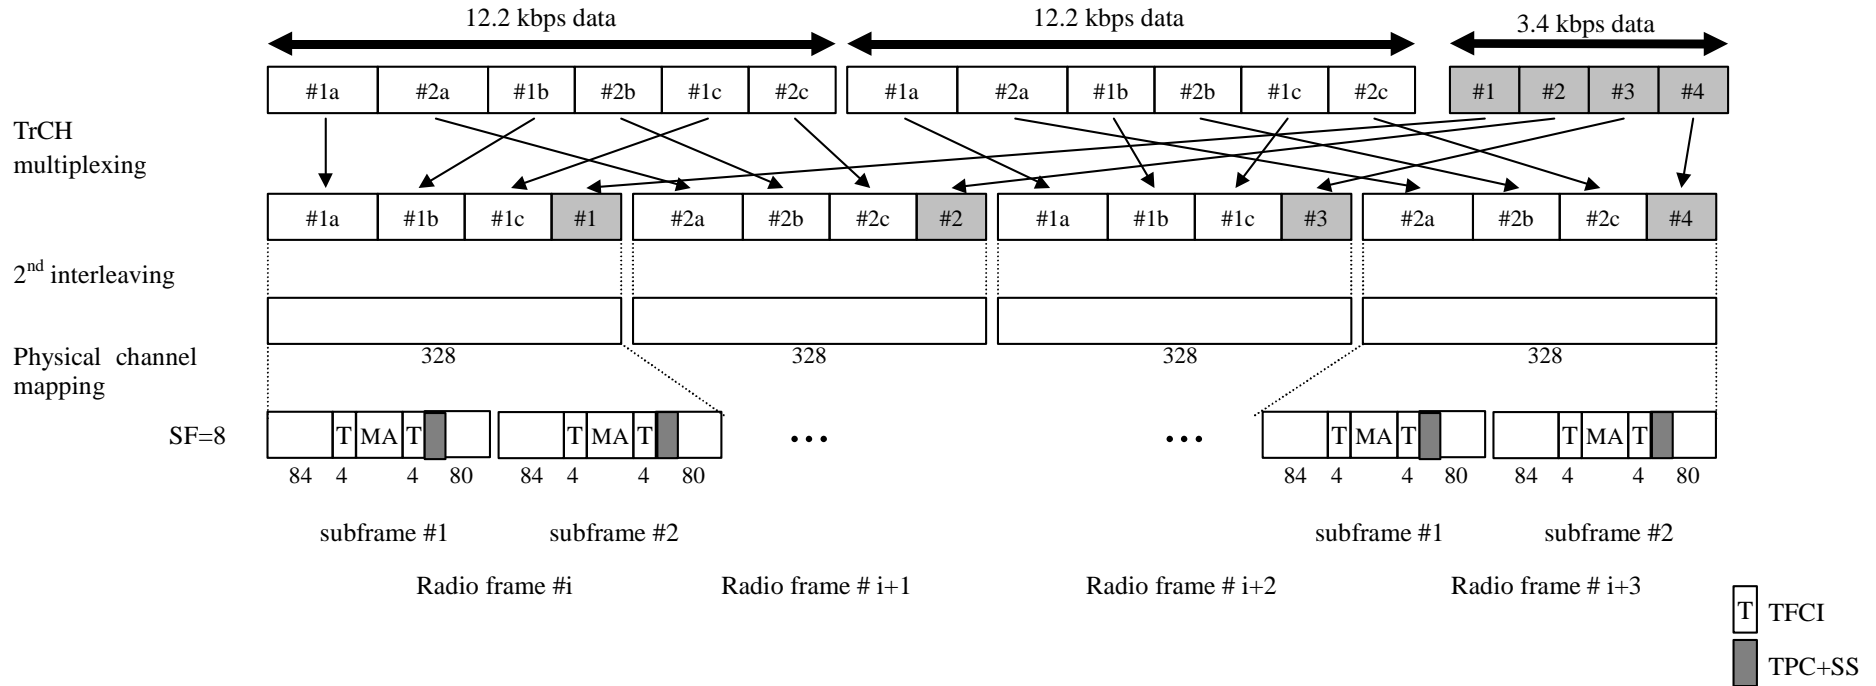 12.2 kbps data 12.2 kbps data 3.4 kbps data
#1a #2a #1b #2b #1c #2c #1a #2a #1b #2b #1c #2c #1 #2 #3 #4
TrCH
multiplexing
#1a #1b #1c #1 #2a #2b #2c #2 #1a #1b #1c #3 #2a #2b #2c #4
2nd interleaving
328 328 328 328
Physical channel
mapping
SF=8 T MA T T MA T ... ... T MA T T MA T
84 4 4 80 84 4 4 80 84 4 4 80 84 4 4 80
subframe #1 subframe #2 subframe #1 subframe #2
Radio frame #i Radio frame # i+1 Radio frame # i+2 Radio frame # i+3
T TFCI
TPC+SS